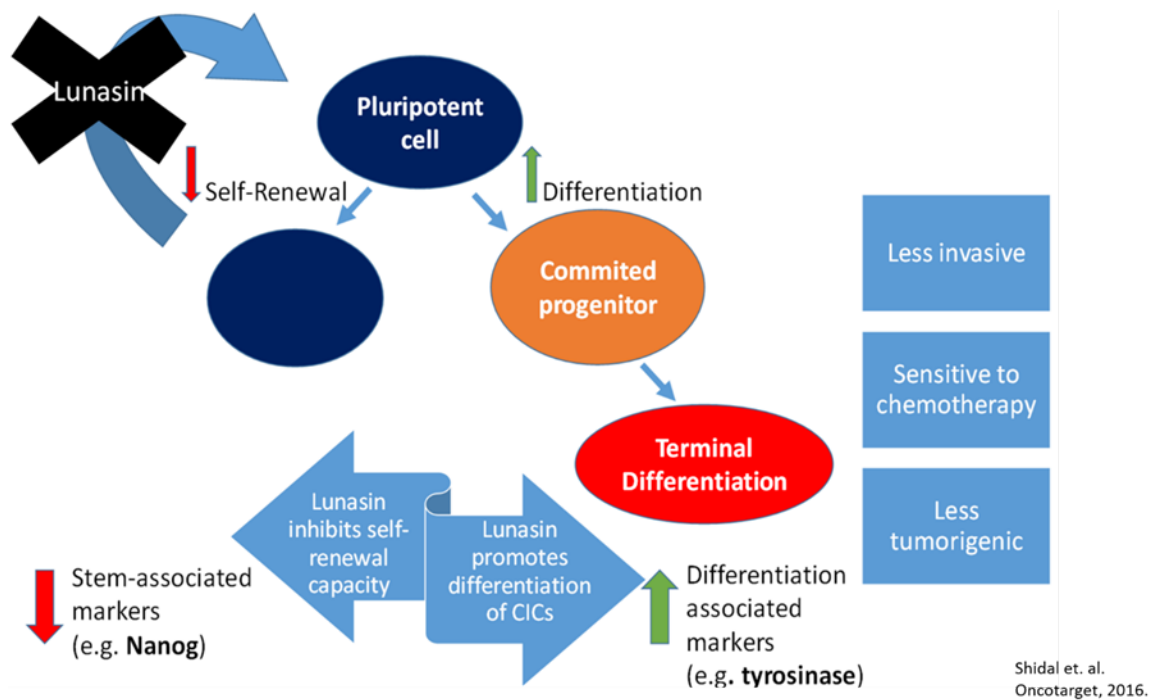 Lunasin
Pluripotent
cell
Self-Renewal
Differentiation
Commited
progenitor
Terminal
Differentiation
Less invasive
Sensitive to
chemotherapy
Less
tumorigenic
Lunasin
inhibits self-
renewal
capacity
Lunasin
promotes
differentiation
of CICs
Stem-associated
markers
(e.g. Nanog)
Differentiation
associated
markers
(e.g. tyrosinase)
Shidal et. al.
Oncotarget, 2016.